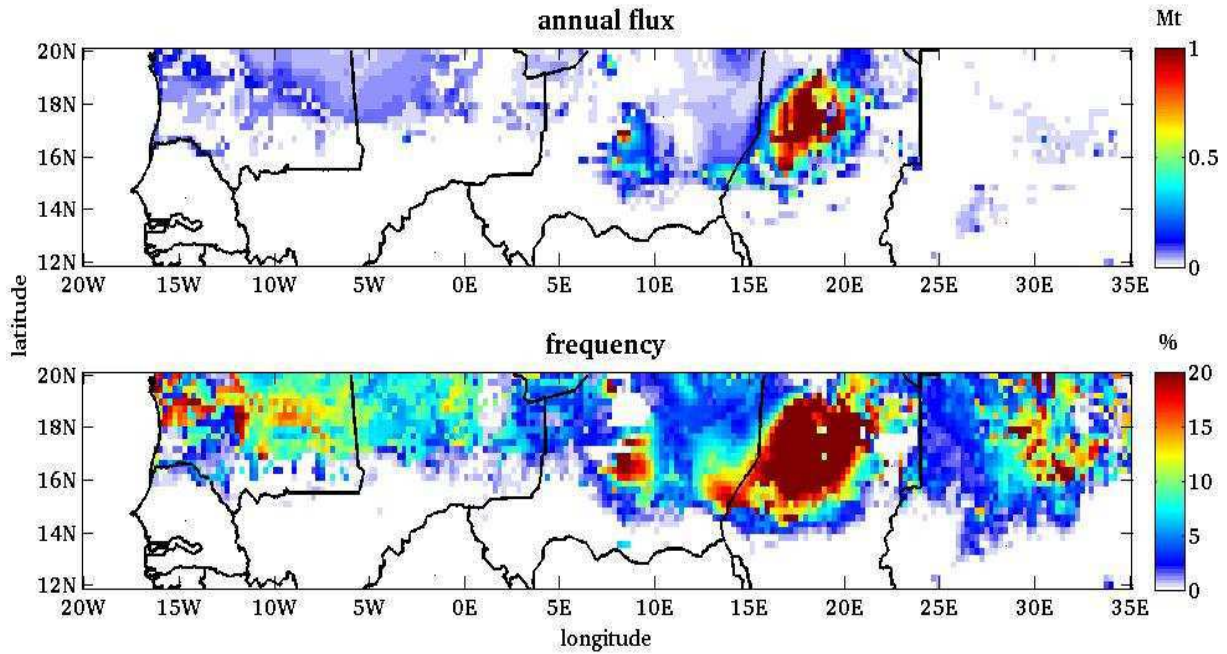 annual flux
Mt
20N
18N
16N
14N
12N
20W 15W 10W 5W 0E 5E 10E 15E 20E 25E 30E 35E
1
0.5
0
latitude
frequency
%
20N
18N
16N
14N
12N
20W 15W 10W 5W 0E 5E 10E 15E 20E 25E 30E 35E
20
15
10
5
0
longitude